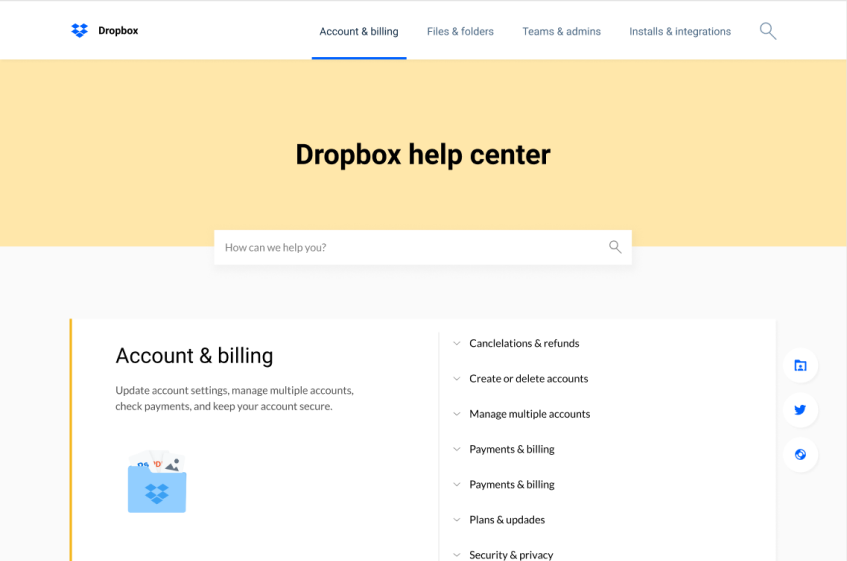 Dropbox
Account & billing
Files & folders
Teams & admins
Installs & integrations
Dropbox help center
How can we help you?
Account & billing
Update account settings, manage multiple accounts,
check payments, and keep your account secure.
Canclelations & refunds
Create or delete accounts
Manage multiple accounts
Payments & billing
Payments & billing
Plans & updades
Security & privacy